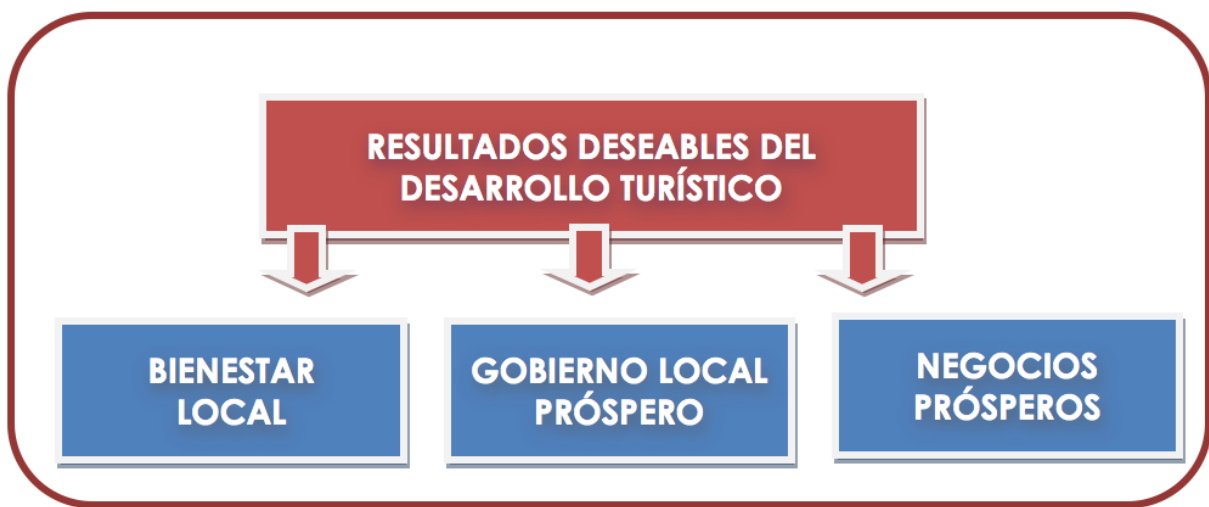 RESULTADOS DESEABLES DEL
DESARROLLO TURÍSTICO
BIENESTAR
LOCAL
GOBIERNO LOCAL
PRÓSPERO
NEGOCIOS
PRÓSPEROS